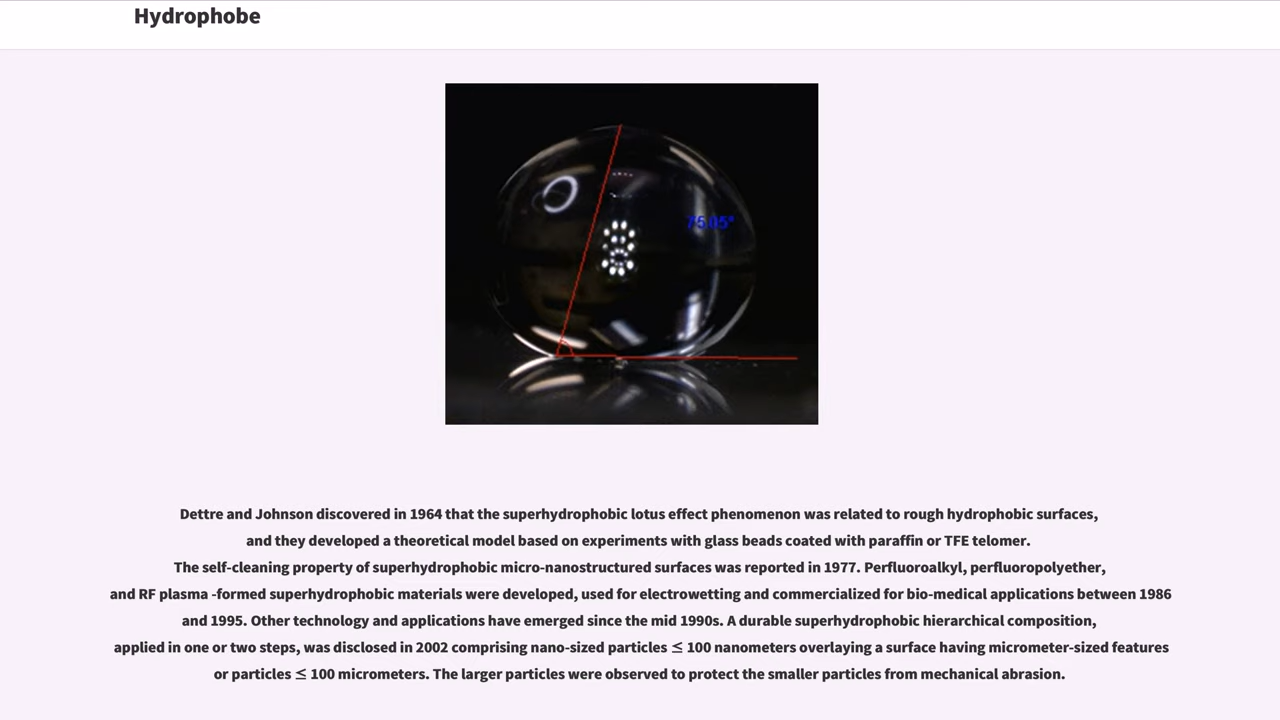 Hydrophobe
75.05°
Dettre and Johnson discovered in 1964 that the superhydrophobic lotus effect phenomenon was related to rough hydrophobic surfaces,
and they developed a theoretical model based on experiments with glass beads coated with paraffin or TFE telomer.
The self-cleaning property of superhydrophobic micro-nanostructured surfaces was reported in 1977. Perfluoroalkyl, perfluoropolyether,
and RF plasma -formed superhydrophobic materials were developed, used for electrowetting and commercialized for bio-medical applications between 1986
and 1995. Other technology and applications have emerged since the mid 1990s. A durable superhydrophobic hierarchical composition,
applied in one or two steps, was disclosed in 2002 comprising nano-sized particles ≤ 100 nanometers overlaying a surface having micrometer-sized features
or particles ≤ 100 micrometers. The larger particles were observed to protect the smaller particles from mechanical abrasion.